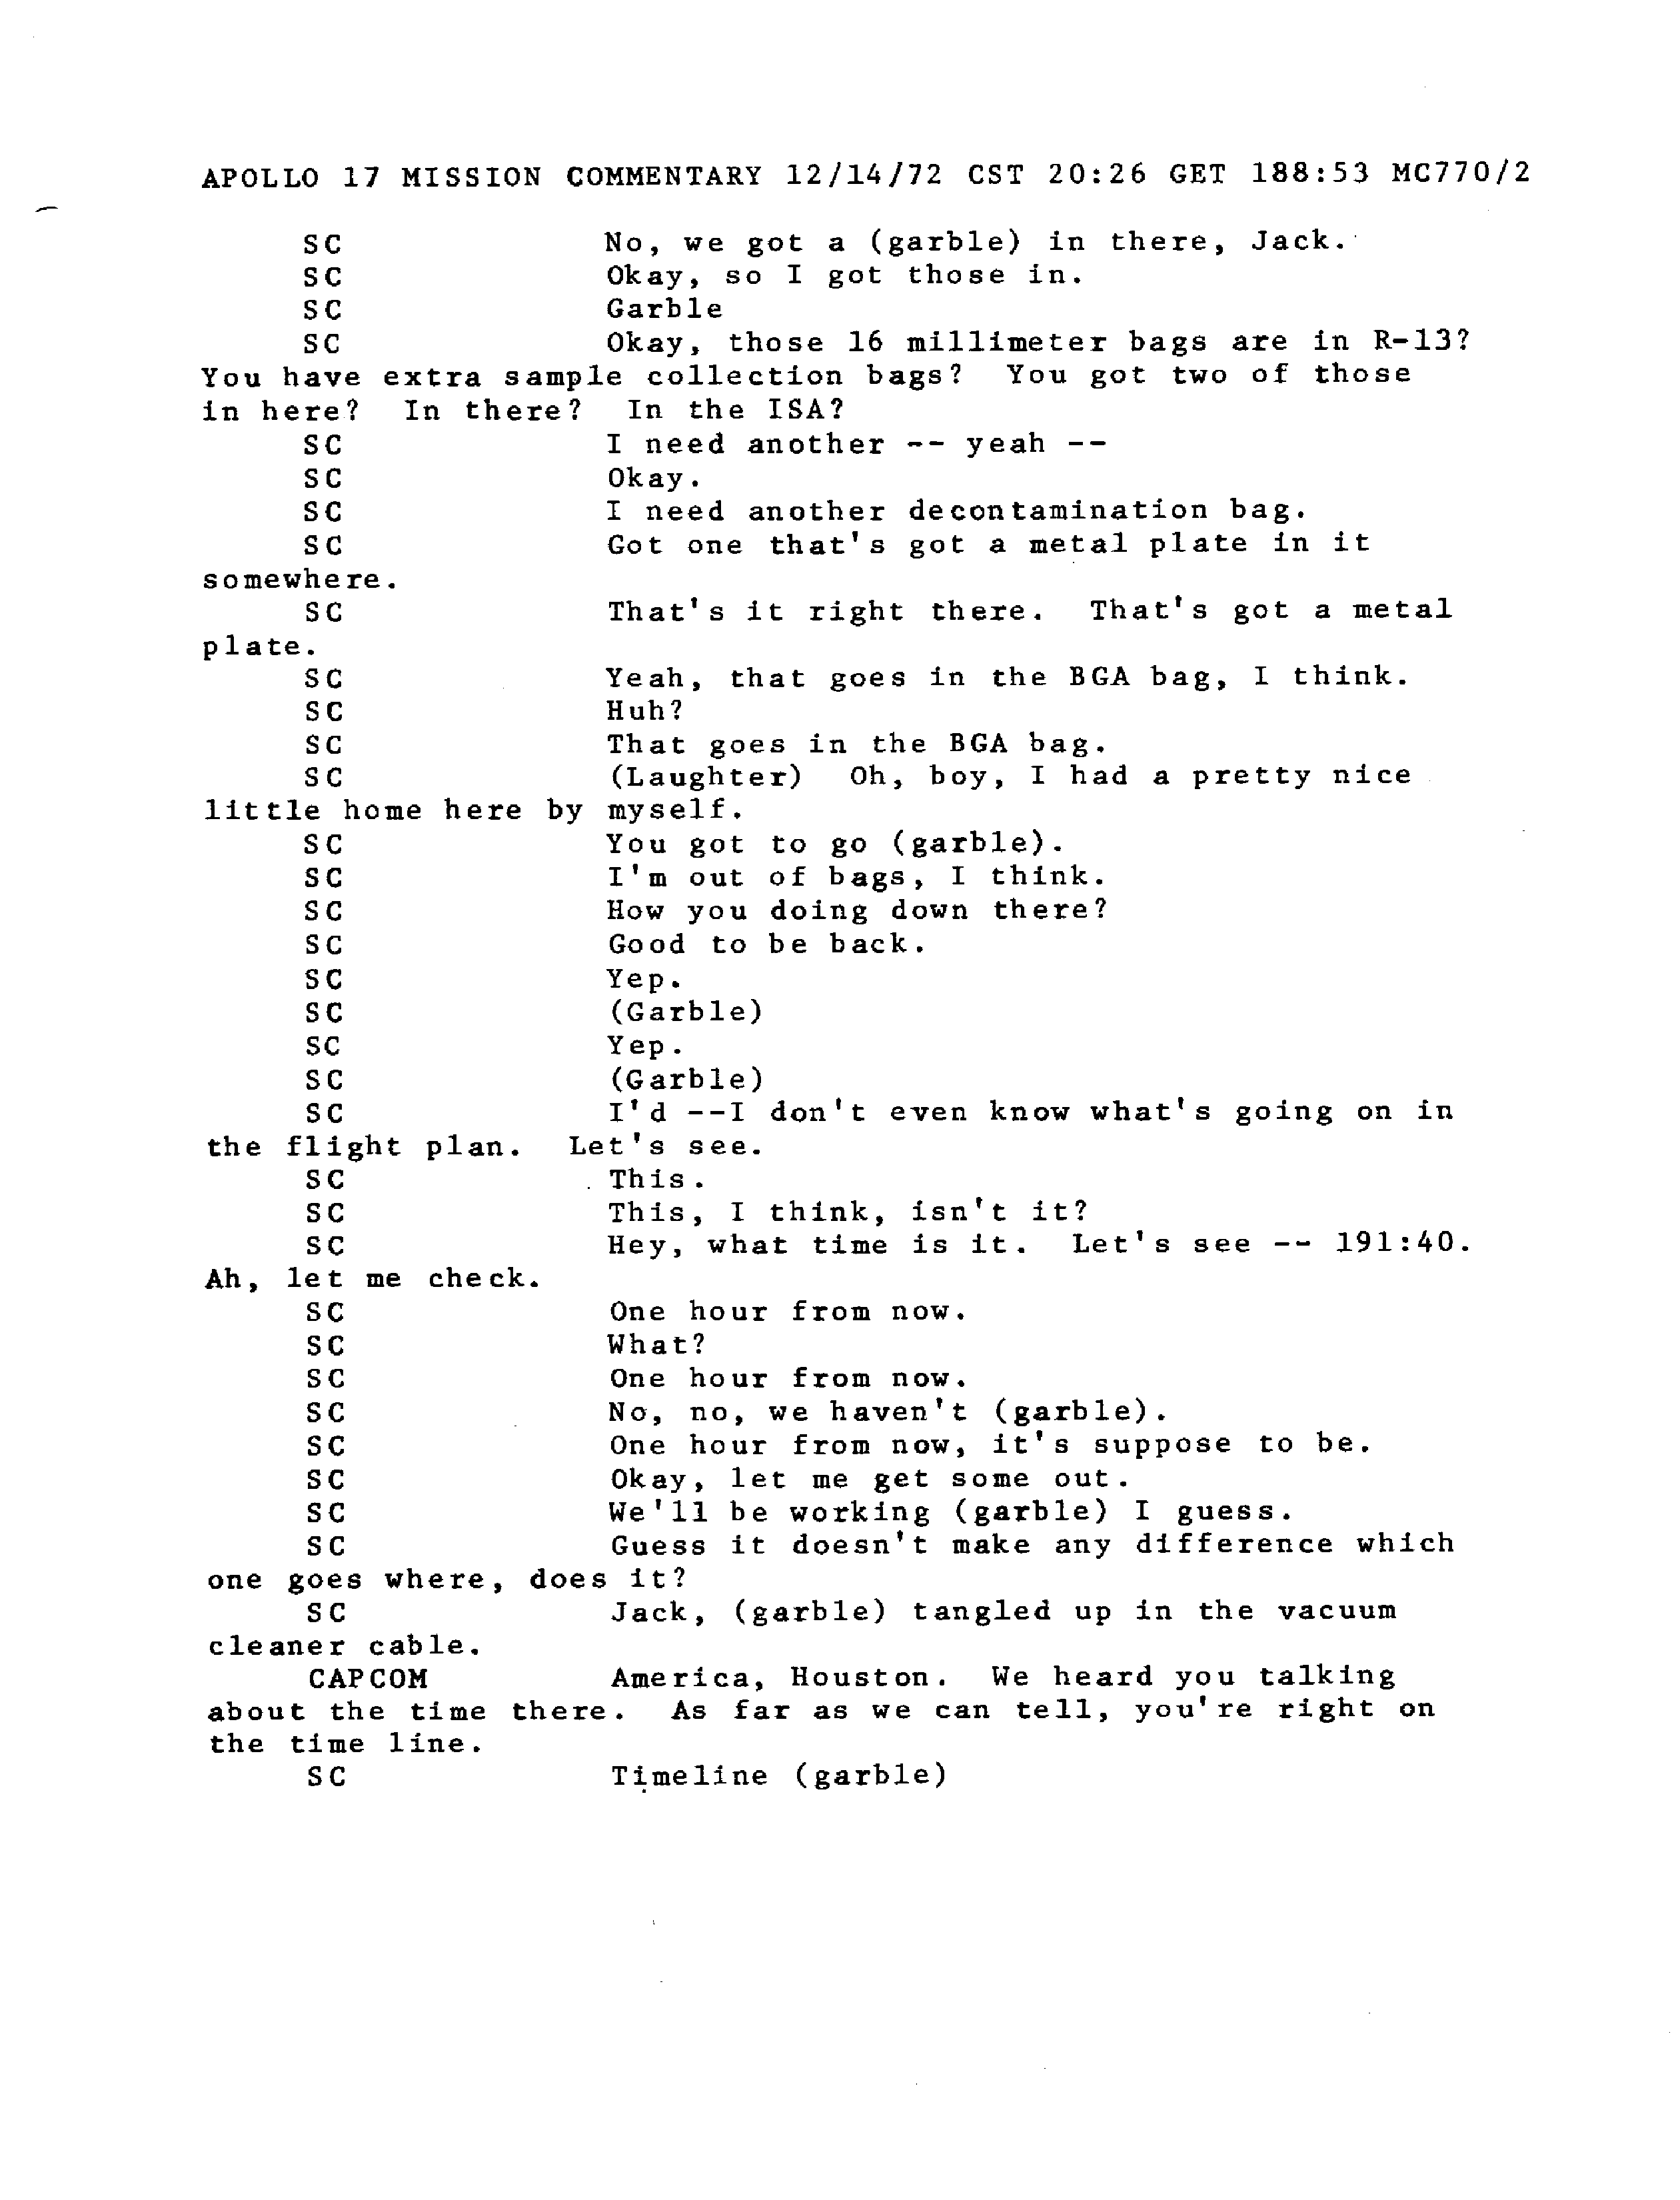 APOLLO 17 MISSION COMMENTARY 12/14/72 CST 20:26 GET 188:53 MC770/2
SC No, we got a (garble) in there, Jack.
SC Okay, so I got those in.
SC Garble
SC Okay, those 16 millimeter bags are in R-13?
You have extra sample collection bags? You got two of those
in here? In there? In the ISA?
SC I need another -- yeah --
SC Okay.
SC I need another decontamination bag.
SC Got one that's got a metal plate in it
somewhere.
SC That's it right there. That's got a metal
plate.
SC Yeah, that goes in the BGA bag, I think.
SC Huh?
SC That goes in the BGA bag.
SC (Laughter) Oh, boy, I had a pretty nice
little home here by myself.
SC You got to go (garble).
SC I'm out of bags, I think.
SC How you doing down there?
SC Good to be back.
SC Yep.
SC (Garble)
SC Yep.
SC (Garble)
SC I'd --I don't even know what's going on in
the flight plan. Let's see.
SC This.
SC This, I think, isn't it?
SC Hey, what time is it. Let's see -- 191:40.
Ah, let me check.
SC One hour from now.
SC What?
SC One hour from now.
SC No, no, we haven't (garble).
SC One hour from now, it's suppose to be.
SC Okay, let me get some out.
SC We'll be working (garble) I guess.
SC Guess it doesn't make any difference which
one goes where, does it?
SC Jack, (garble) tangled up in the vacuum
cleaner cable.
CAPCOM America, Houston. We heard you talking
about the time there. As far as we can tell, you're right on
the time line.
SC Timeline (garble)